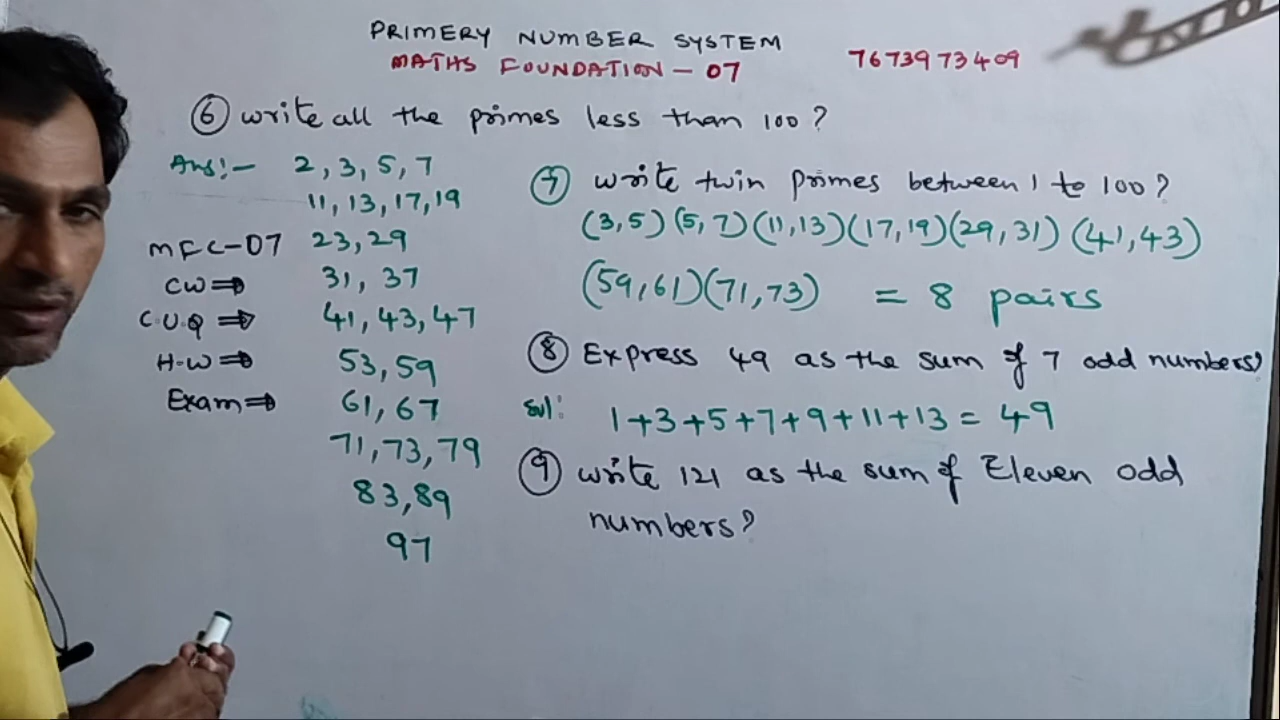 PRIMERY NUMBER SYSTEM
MATHS FOUNDATION - 07
7673973409
⑥ write all the primes less than 100?
Ans:- 2, 3, 5, 7
11, 13, 17, 19
23, 29
31, 37
41, 43, 47
53, 59
61, 67
71, 73, 79
83, 89
97
MFC-07
CW⇒
C.U.Q ⇒
H-W⇒
Exam⇒
⑦ write twin primes between 1 to 100?
(3,5) (5,7) (11,13) (17,19) (29,31) (41,43)
(59,61) (71,73) = 8 pairs
⑧ Express 49 as the sum of 7 odd numbers?
Sol: 1+3+5+7+9+11+13 = 49
⑨ write 121 as the sum of Eleven odd
numbers?